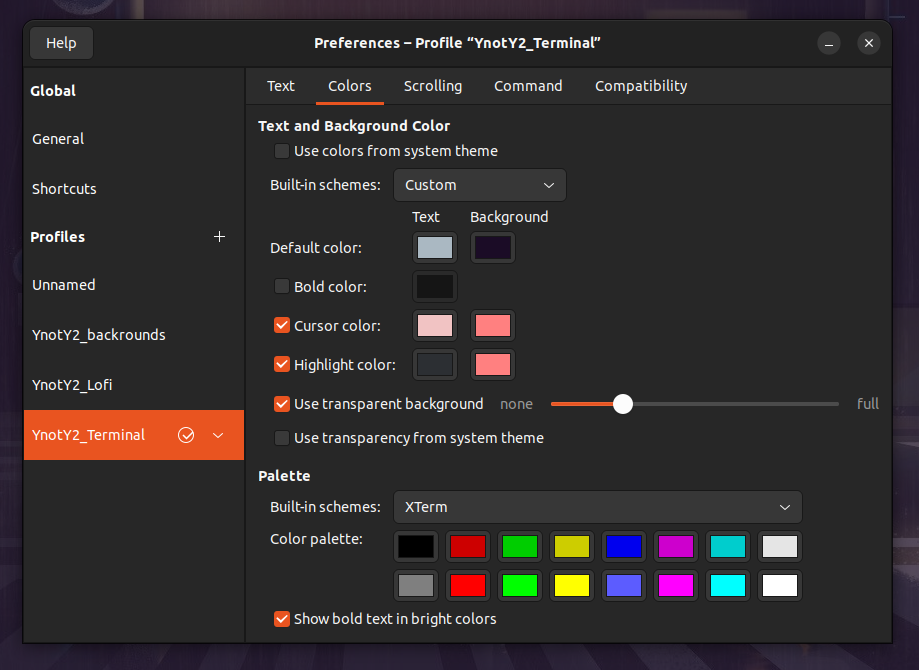 Help
Preferences – Profile “YnotY2_Terminal”
Global
General
Shortcuts
Profiles
Unnamed
YnotY2_backrounds
YnotY2_Lofi
YnotY2_Terminal
Text Colors Scrolling Command Compatibility
Text and Background Color
Use colors from system theme
Built-in schemes: Custom
Text Background
Default color:
Bold color:
Cursor color:
Highlight color:
Use transparent background none full
Use transparency from system theme
Palette
Built-in schemes: XTerm
Color palette:
Show bold text in bright colors